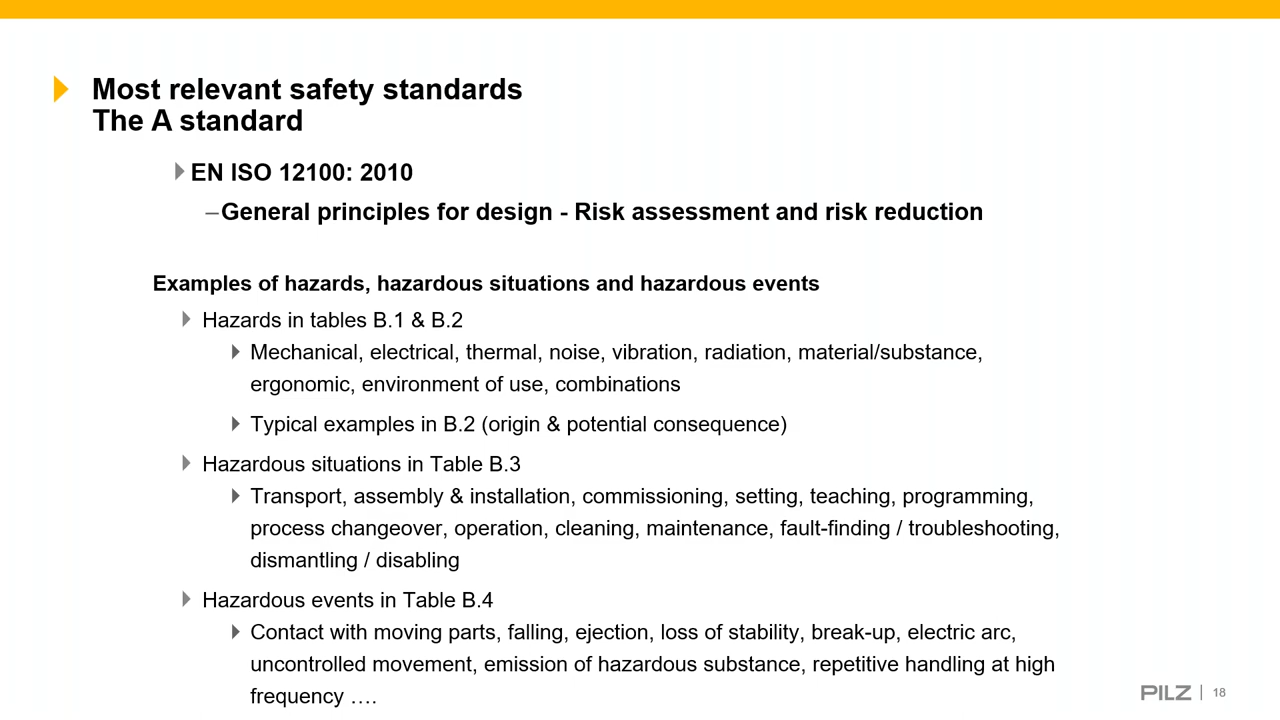 Most relevant safety standards
The A standard
EN ISO 12100: 2010
–General principles for design - Risk assessment and risk reduction
Examples of hazards, hazardous situations and hazardous events
Hazards in tables B.1 & B.2
Mechanical, electrical, thermal, noise, vibration, radiation, material/substance,
ergonomic, environment of use, combinations
Typical examples in B.2 (origin & potential consequence)
Hazardous situations in Table B.3
Transport, assembly & installation, commissioning, setting, teaching, programming,
process changeover, operation, cleaning, maintenance, fault-finding / troubleshooting,
dismantling / disabling
Hazardous events in Table B.4
Contact with moving parts, falling, ejection, loss of stability, break-up, electric arc,
uncontrolled movement, emission of hazardous substance, repetitive handling at high
frequency ….
PILZ | 18